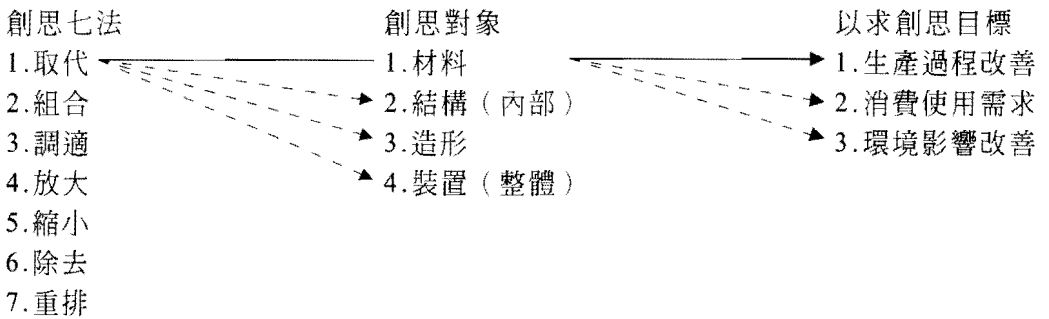 創思七法 創思對象 以求創思目標
1.取代 1.材料 1.生產過程改善
2.組合 2.結構（內部） 2.消費使用需求
3.調適 3.造形 3.環境影響改善
4.放大 4.裝置（整體）
5.縮小
6.除去
7.重排